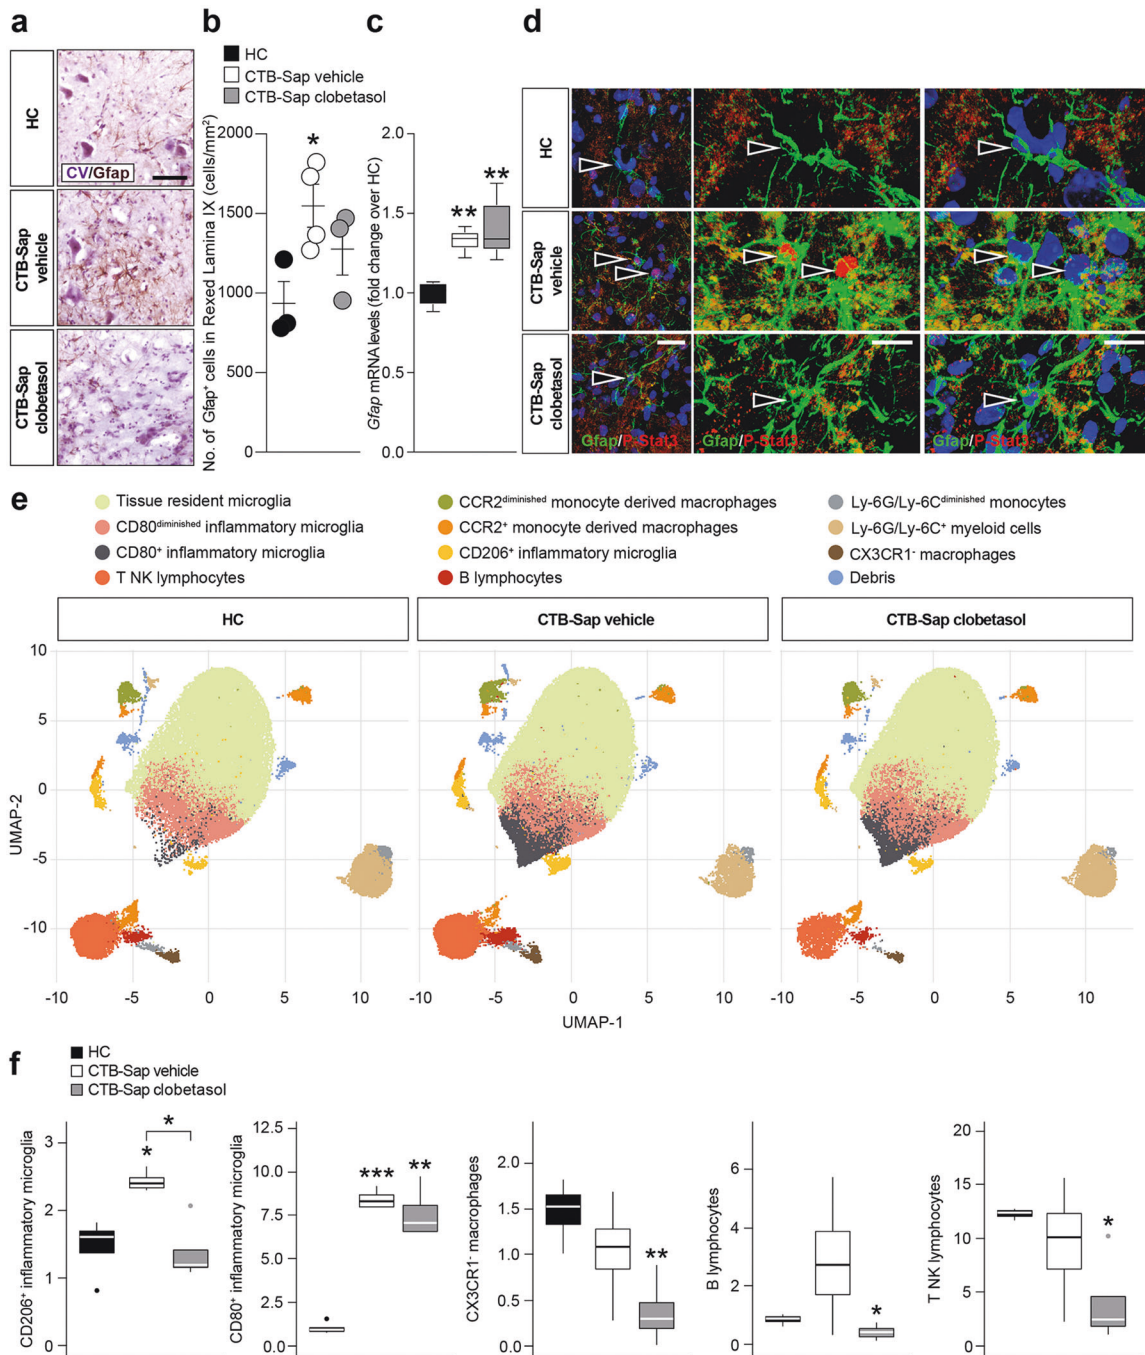 a
HC
CV/Gfap
CTB-Sap
vehicle
CTB-Sap
clobetasol
b
c
HC
CTB-Sap vehicle
CTB-Sap clobetasol
No. of Gfap⁺ cells in Rexed Lamina IX (cells/mm²)
2000
1500
1000
500
0
*
Gfap mRNA levels (fold change over HC)
2.0
1.5
1.0
0.5
0.0
**
**
d
HC
CTB-Sap
vehicle
CTB-Sap
clobetasol
Gfap/P-Stat3
Gfap/P-Stat3
Gfap/P-Stat3
e
Tissue resident microglia
CD80diminished inflammatory microglia
CD80⁺ inflammatory microglia
T NK lymphocytes
CCR2diminished monocyte derived macrophages
CCR2⁺ monocyte derived macrophages
CD206⁺ inflammatory microglia
B lymphocytes
Ly-6G/Ly-6Cdiminished monocytes
Ly-6G/Ly-6C⁺ myeloid cells
CX3CR1⁻ macrophages
Debris
HC
CTB-Sap vehicle
CTB-Sap clobetasol
UMAP-2
10
5
0
-5
-10
-10 -5 0 5 10
-10 -5 0 5 10
-10 -5 0 5 10
UMAP-1
f
HC
CTB-Sap vehicle
CTB-Sap clobetasol
CD206⁺ inflammatory microglia
3
2
1
0
*
*
CD80⁺ inflammatory microglia
12.5
10.0
7.5
5.0
2.5
0.0
***
**
CX3CR1⁻ macrophages
2.0
1.5
1.0
0.5
0.0
**
B lymphocytes
6
4
2
0
*
T NK lymphocytes
20
15
10
5
0
*